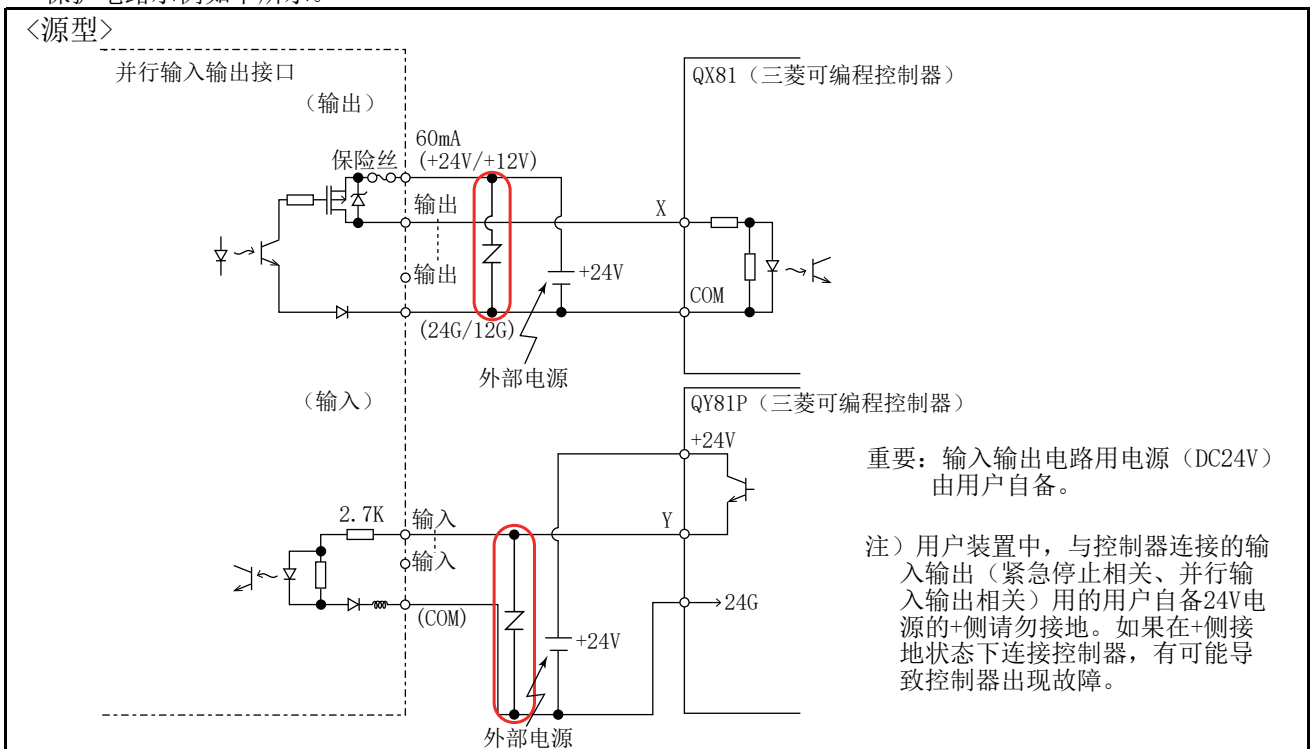 <源型>
并行输入输出接口
（输出）
60mA
保险丝
(+24V/+12V)
输出
输出
(24G/12G)
+24V
外部电源
QX81（三菱可编程控制器）
X
COM
（输入）
2.7K
输入
输入
(COM)
+24V
外部电源
QY81P（三菱可编程控制器）
+24V
Y
24G
重要：输入输出电路用电源（DC24V）
由用户自备。
注）用户装置中，与控制器连接的输
入输出（紧急停止相关、并行输
入输出相关）用的用户自备24V电
源的+侧请勿接地。如果在+侧接
地状态下连接控制器，有可能导
致控制器出现故障。